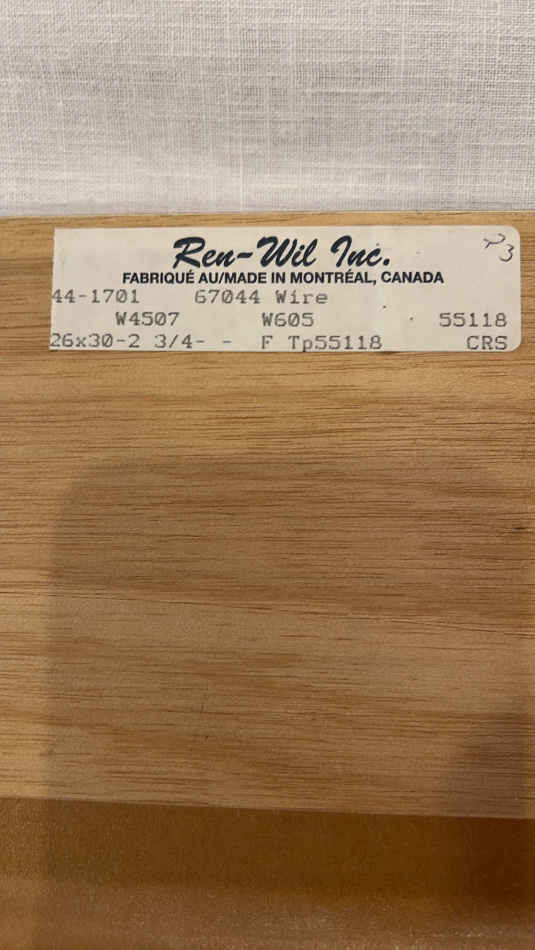 Ren-Wil Inc.
FABRIQUÉ AU/MADE IN MONTRÉAL, CANADA
44-1701 67044 Wire
W4507 W605 55118
26x30-2 3/4- - F Tp55118 CRS